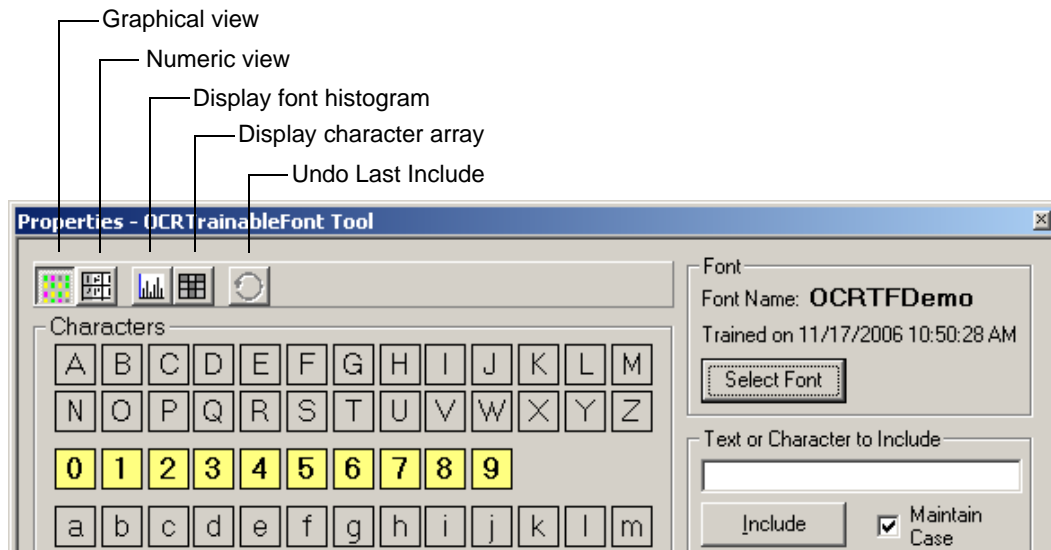 Graphical view
Numeric view
Display font histogram
Display character array
Undo Last Include
Properties - OCRTrainableFont Tool
Font
Font Name: OCRTFDemo
Trained on 11/17/2006 10:50:28 AM
Select Font
Characters
A B C D E F G H I J K L M
N O P Q R S T U V W X Y Z
0 1 2 3 4 5 6 7 8 9
a b c d e f g h i j k l m
Text or Character to Include
Include
Maintain
Case